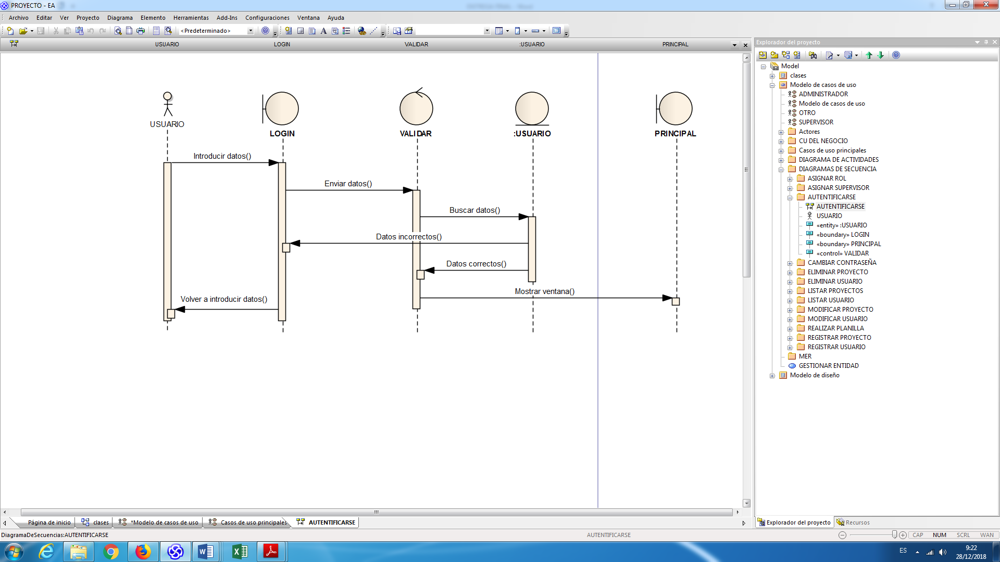 PROYECTO - EA
Archivo Editar Ver Proyecto Diagrama Elemento Herramientas Add-Ins Configuraciones Ventana Ayuda
<Predeterminado>
USUARIO LOGIN VALIDAR :USUARIO PRINCIPAL
USUARIO
LOGIN VALIDAR :USUARIO PRINCIPAL
Introducir datos()
Enviar datos()
Buscar datos()
Datos incorrectos()
Datos correctos()
Mostrar ventana()
Volver a introducir datos()
Explorador del proyecto
Model
clases
Modelo de casos de uso
ADMINISTRADOR
Modelo de casos de uso
OTRO
SUPERVISOR
Actores
CU DEL NEGOCIO
Casos de uso principales
DIAGRAMA DE ACTIVIDADES
DIAGRAMAS DE SECUENCIA
ASIGNAR ROL
ASIGNAR SUPERVISOR
AUTENTIFICARSE
AUTENTIFICARSE
USUARIO
«entity» :USUARIO
«boundary» LOGIN
«boundary» PRINCIPAL
«control» VALIDAR
CAMBIAR CONTRASEÑA
ELIMINAR PROYECTO
ELIMINAR USUARIO
LISTAR PROYECTOS
LISTAR USUARIO
MODIFICAR PROYECTO
MODIFICAR USUARIO
REALIZAR PLANILLA
REGISTRAR PROYECTO
REGISTRAR USUARIO
MER
GESTIONAR ENTIDAD
Modelo de diseño
Página de inicio clases *Modelo de casos de uso Casos de uso principales AUTENTIFICARSE
Explorador del proyecto Recursos
DiagramaDeSecuencias:AUTENTIFICARSE AUTENTIFICARSE CAP NUM SCRL WAN
ES 9:22
28/12/2018